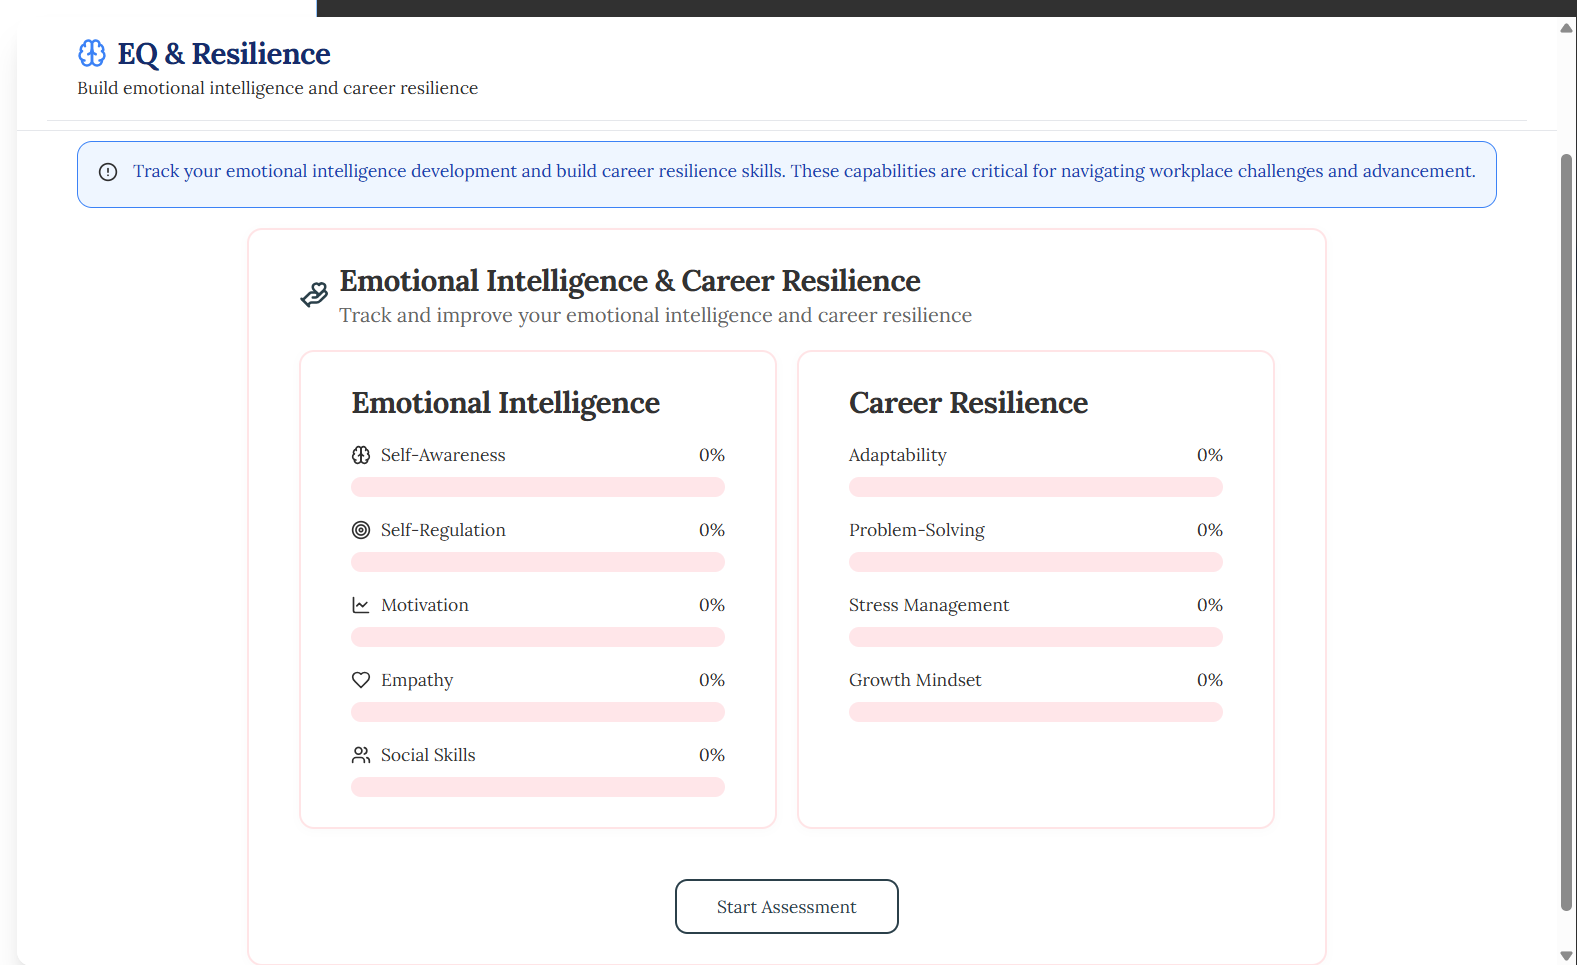 EQ & Resilience
Build emotional intelligence and career resilience
Track your emotional intelligence development and build career resilience skills. These capabilities are critical for navigating workplace challenges and advancement.
Emotional Intelligence & Career Resilience
Track and improve your emotional intelligence and career resilience
Emotional Intelligence
Self-Awareness 0%
Self-Regulation 0%
Motivation 0%
Empathy 0%
Social Skills 0%
Career Resilience
Adaptability 0%
Problem-Solving 0%
Stress Management 0%
Growth Mindset 0%
Start Assessment